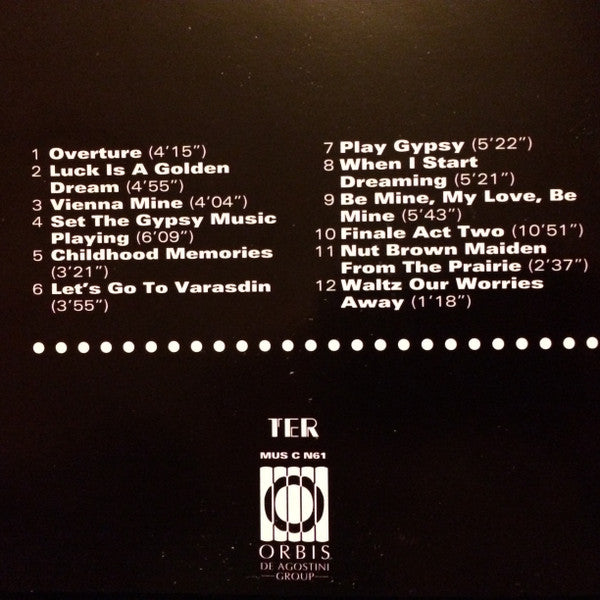 1 Overture (4'15")
2 Luck Is A Golden
Dream (4'55")
3 Vienna Mine (4'04")
4 Set The Gypsy Music
Playing (6'09")
5 Childhood Memories
(3'21")
6 Let's Go To Varasdin
(3'55")
7 Play Gypsy (5'22")
8 When I Start
Dreaming (5'21")
9 Be Mine, My Love, Be
Mine (5'43")
10 Finale Act Two (10'51")
11 Nut Brown Maiden
From The Prairie (2'37")
12 Waltz Our Worries
Away (1'18")
TER
MUS C N61
ORBIS
DE AGOSTINI
GROUP